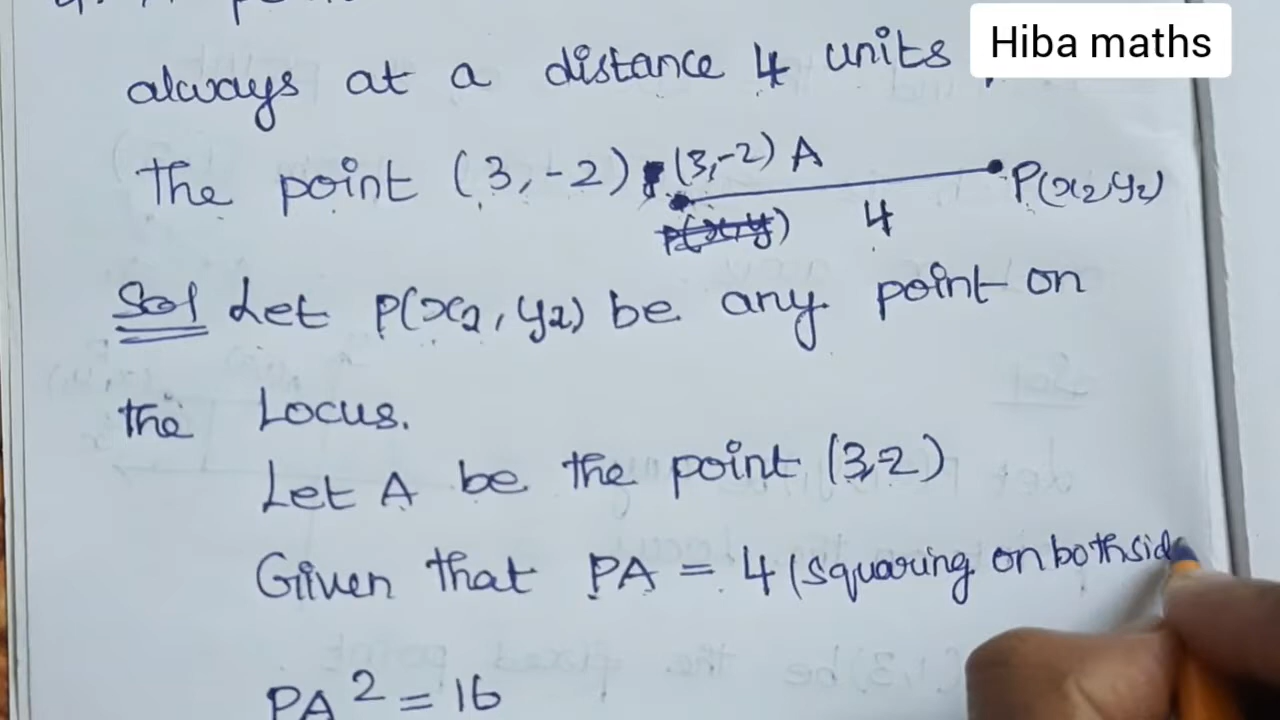 Hiba maths
always at a distance 4 units
the point (3,-2) (3,-2) A
P(x2,y2)
4
Sol Let P(x2, y2) be any point on
the Locus.
Let A be the point (3,-2)
Given that PA = 4 (squaring on both sid
PA² = 16